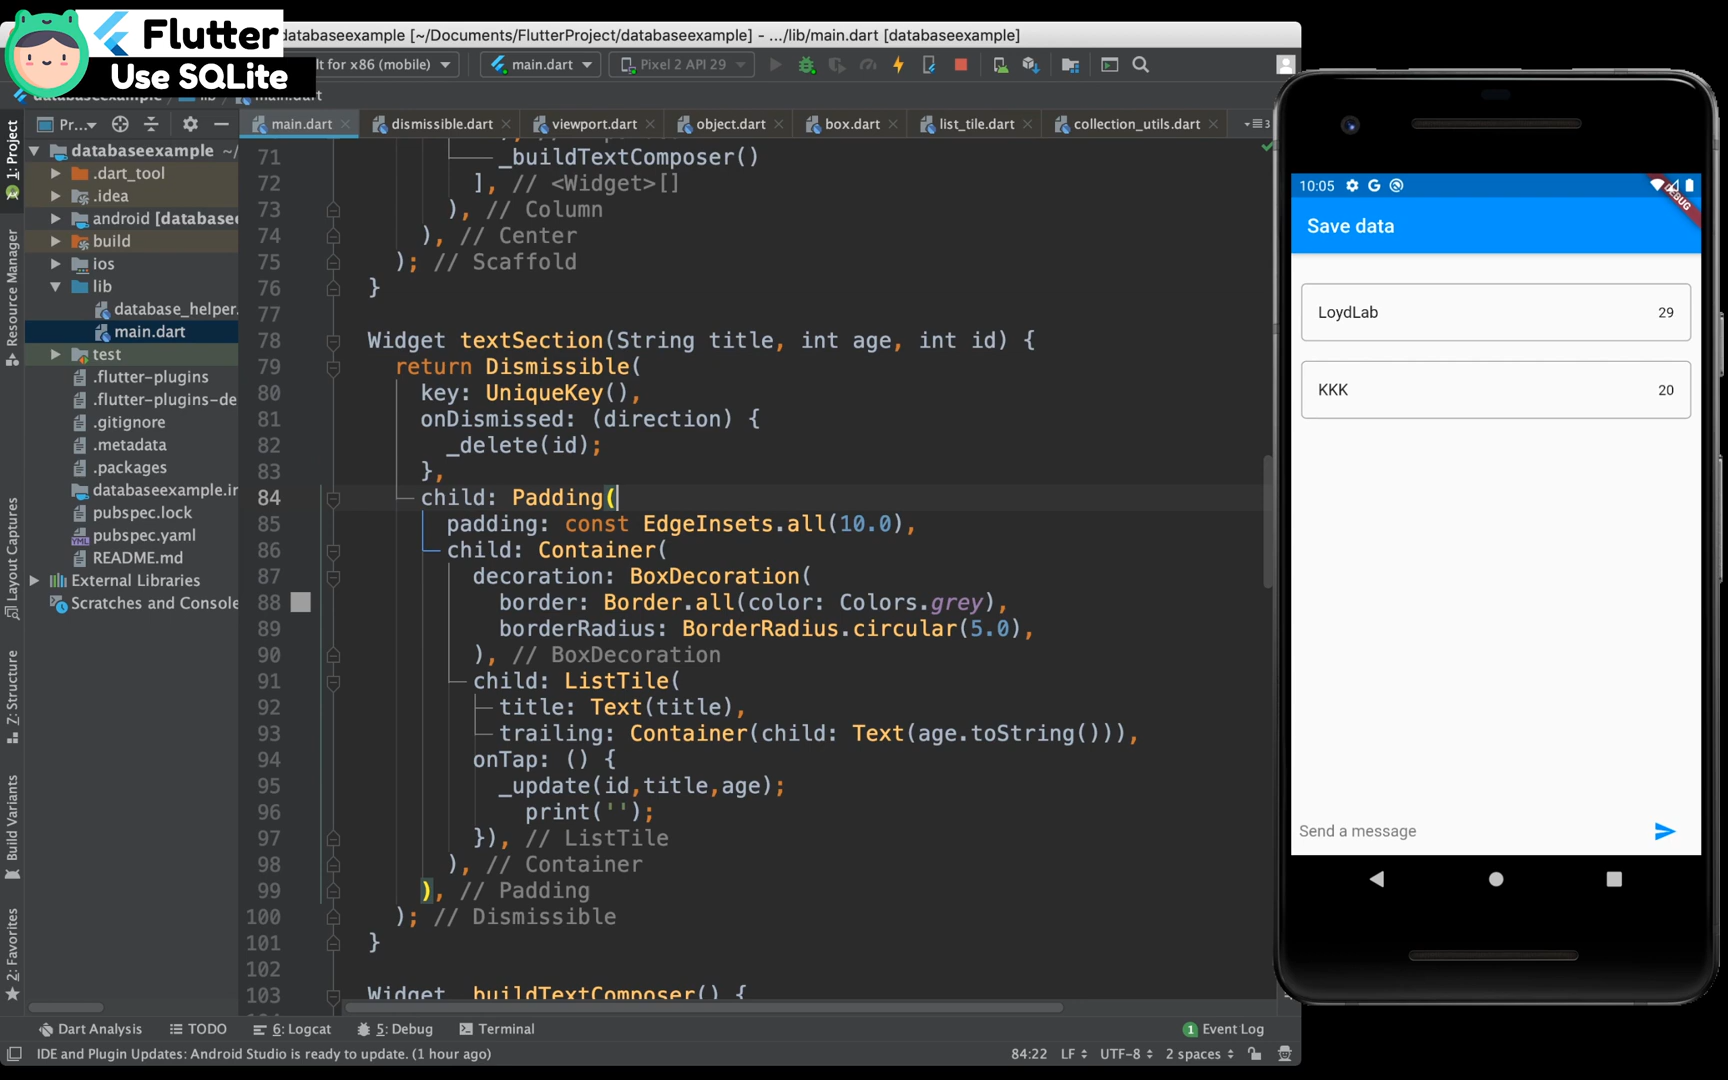 Flutter
Use SQLite
databaseexample [~/Documents/FlutterProject/databaseexample] - .../lib/main.dart [databaseexample]
lt for x86 (mobile)
main.dart
Pixel 2 API 29
databaseexample
lib
main.dart
1: Project
Resource Manager
Layout Captures
Z: Structure
Build Variants
2: Favorites
Pr...
main.dart
dismissible.dart
viewport.dart
object.dart
box.dart
list_tile.dart
collection_utils.dart
3
databaseexample ~/
.dart_tool
.idea
android [databasee
build
ios
lib
database_helper.
main.dart
test
.flutter-plugins
.flutter-plugins-de
.gitignore
.metadata
.packages
databaseexample.in
pubspec.lock
pubspec.yaml
README.md
External Libraries
Scratches and Console
71 _buildTextComposer()
72 ], // <Widget>[]
73 ), // Column
74 ), // Center
75 ); // Scaffold
76 }
77
78 Widget textSection(String title, int age, int id) {
79 return Dismissible(
80 key: UniqueKey(),
81 onDismissed: (direction) {
82 _delete(id);
83 },
84 child: Padding(
85 padding: const EdgeInsets.all(10.0),
86 child: Container(
87 decoration: BoxDecoration(
88 border: Border.all(color: Colors.grey),
89 borderRadius: BorderRadius.circular(5.0),
90 ), // BoxDecoration
91 child: ListTile(
92 title: Text(title),
93 trailing: Container(child: Text(age.toString())),
94 onTap: () {
95 _update(id,title,age);
96 print('');
97 }), // ListTile
98 ), // Container
99 ), // Padding
100 ); // Dismissible
101 }
102
103 Widget _buildTextComposer() {
Dart Analysis
TODO
6: Logcat
5: Debug
Terminal
1 Event Log
IDE and Plugin Updates: Android Studio is ready to update. (1 hour ago)
84:22 LF UTF-8 2 spaces
10:05
DEBUG
Save data
LoydLab 29
KKK 20
Send a message